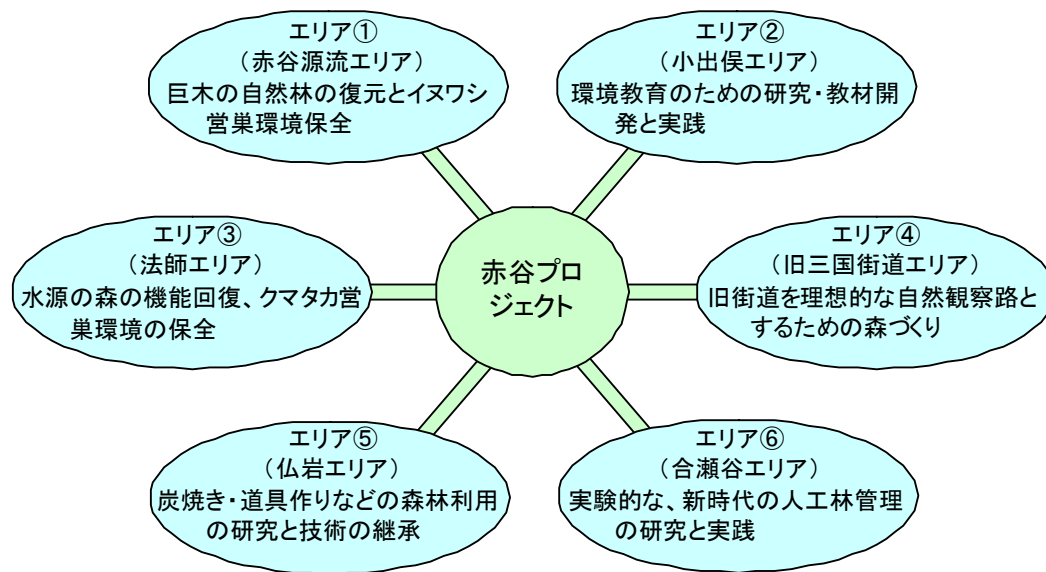 エリア①
（赤谷源流エリア）
巨木の自然林の復元とイヌワシ
営巣環境保全
エリア②
（小出俣エリア）
環境教育のための研究・教材開
発と実践
エリア③
（法師エリア）
水源の森の機能回復、クマタカ営
巣環境の保全
赤谷プロ
ジェクト
エリア④
（旧三国街道エリア）
旧街道を理想的な自然観察路と
するための森づくり
エリア⑤
（仏岩エリア）
炭焼き・道具作りなどの森林利用
の研究と技術の継承
エリア⑥
（合瀬谷エリア）
実験的な、新時代の人工林管理
の研究と実践